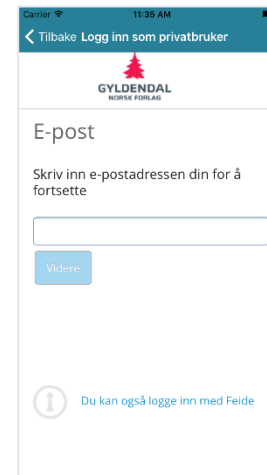 Carrier 11:35 AM
Tilbake Logg inn som privatbruker
GYLDENDAL
NORSK FORLAG
E-post
Skriv inn e-postadressen din for å
fortsette
Videre
Du kan også logge inn med Feide